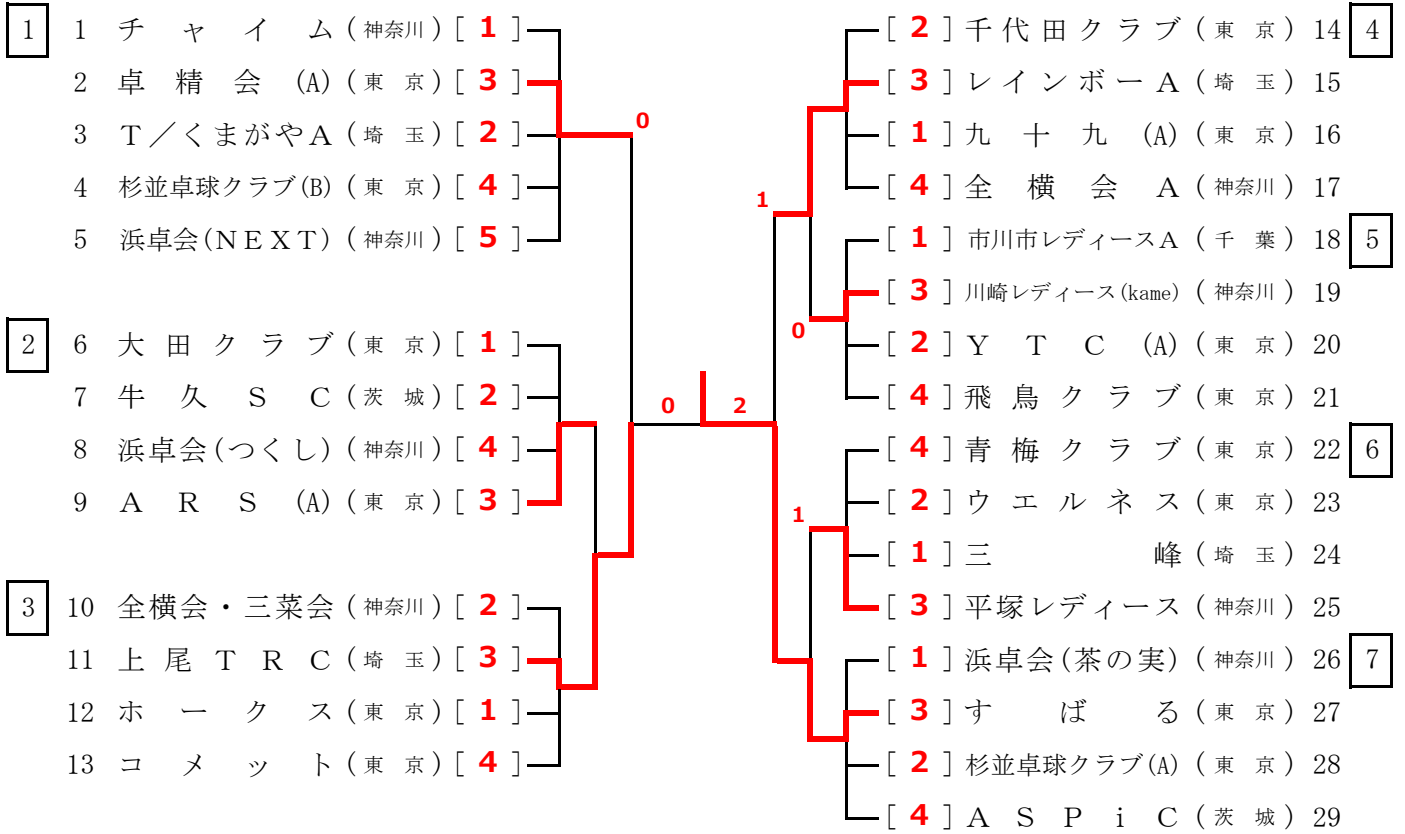 1 1 チャイム (神奈川) [ 1 ]
2 卓精会 (A) (東京) [ 3 ]
3 T/くまがやA (埼玉) [ 2 ]
4 杉並卓球クラブ(B) (東京) [ 4 ]
5 浜卓会(NEXT) (神奈川) [ 5 ]
2 6 大田クラブ (東京) [ 1 ]
7 牛久SC (茨城) [ 2 ]
8 浜卓会(つくし) (神奈川) [ 4 ]
9 ARS (A) (東京) [ 3 ]
3 10 全横会・三菜会 (神奈川) [ 2 ]
11 上尾TRC (埼玉) [ 3 ]
12 ホークス (東京) [ 1 ]
13 コメット (東京) [ 4 ]
0
0 2
1
0
1
[ 2 ] 千代田クラブ (東京) 14 4
[ 3 ] レインボーA (埼玉) 15
[ 1 ] 九十九 (A) (東京) 16
[ 4 ] 全横会A (神奈川) 17
[ 1 ] 市川市レディースA (千葉) 18 5
[ 3 ] 川崎レディース(kame) (神奈川) 19
[ 2 ] YTC (A) (東京) 20
[ 4 ] 飛鳥クラブ (東京) 21
[ 4 ] 青梅クラブ (東京) 22 6
[ 2 ] ウエルネス (東京) 23
[ 1 ] 三峰 (埼玉) 24
[ 3 ] 平塚レディース (神奈川) 25
[ 1 ] 浜卓会(茶の実) (神奈川) 26 7
[ 3 ] すばる (東京) 27
[ 2 ] 杉並卓球クラブ(A) (東京) 28
[ 4 ] ASPiC (茨城) 29